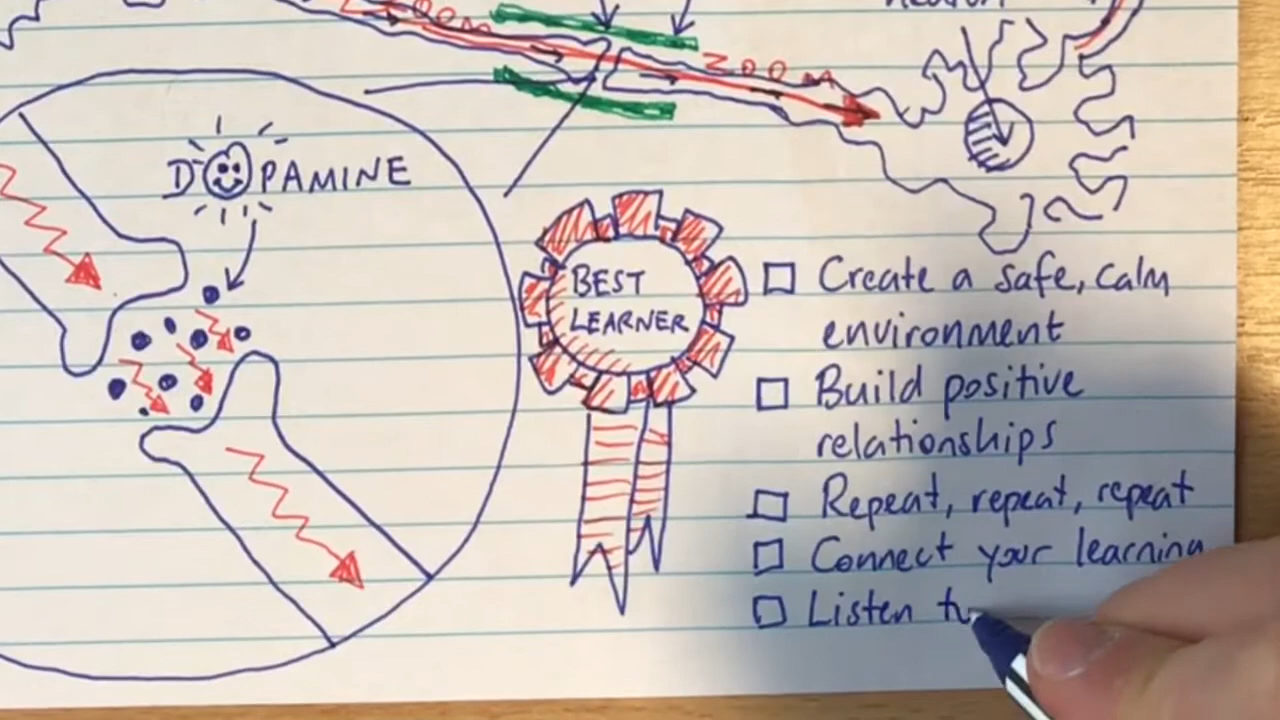 ZOOM
ZOOM
DOPAMINE
BEST
LEARNER
Create a safe, calm
environment
Build positive
relationships
Repeat, repeat, repeat
Connect your learning
Listen